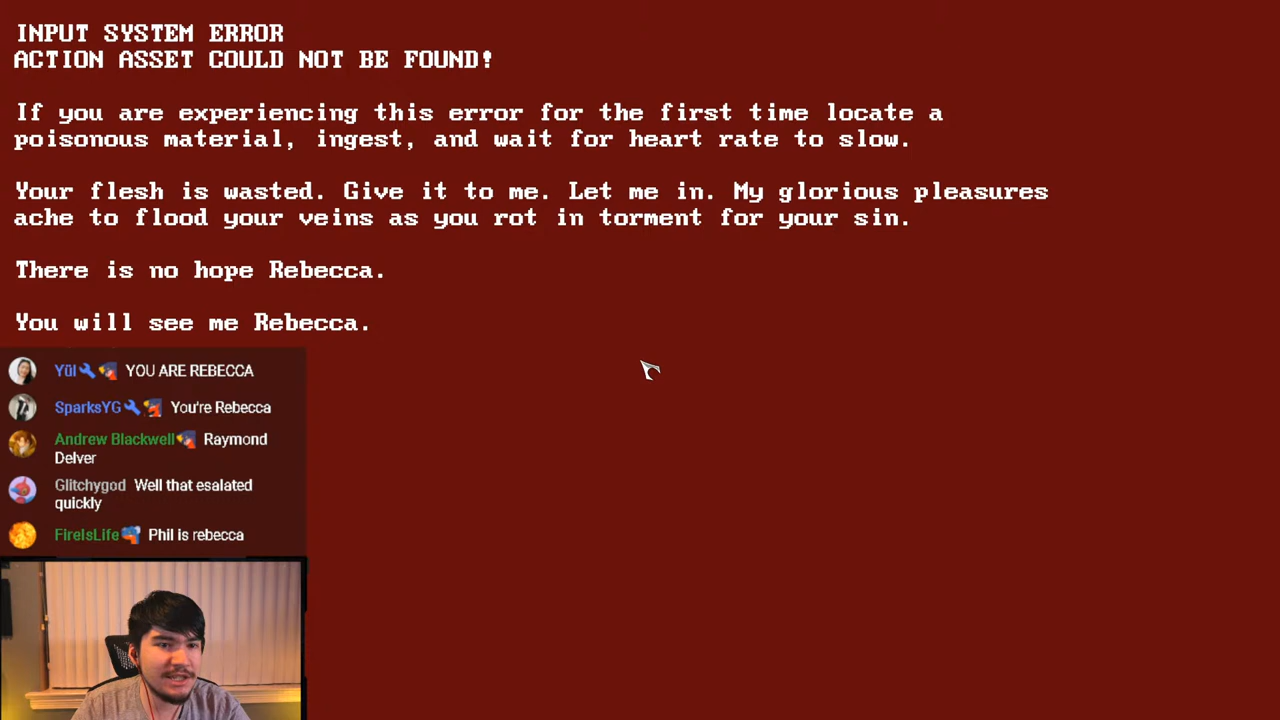 INPUT SYSTEM ERROR
ACTION ASSET COULD NOT BE FOUND!
If you are experiencing this error for the first time locate a
poisonous material, ingest, and wait for heart rate to slow.
Your flesh is wasted. Give it to me. Let me in. My glorious pleasures
ache to flood your veins as you rot in torment for your sin.
There is no hope Rebecca.
You will see me Rebecca.
Yūl YOU ARE REBECCA
SparksYG You're Rebecca
Andrew Blackwell Raymond
Delver
Glitchygod Well that esalated
quickly
FireIsLife Phil is rebecca